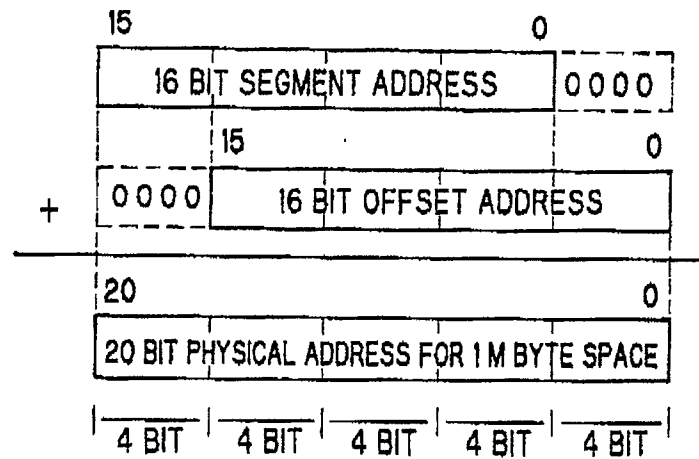 15 0
16 BIT SEGMENT ADDRESS 0000
15 0
+ 0000 16 BIT OFFSET ADDRESS
20 0
20 BIT PHYSICAL ADDRESS FOR 1 M BYTE SPACE
4 BIT 4 BIT 4 BIT 4 BIT 4 BIT